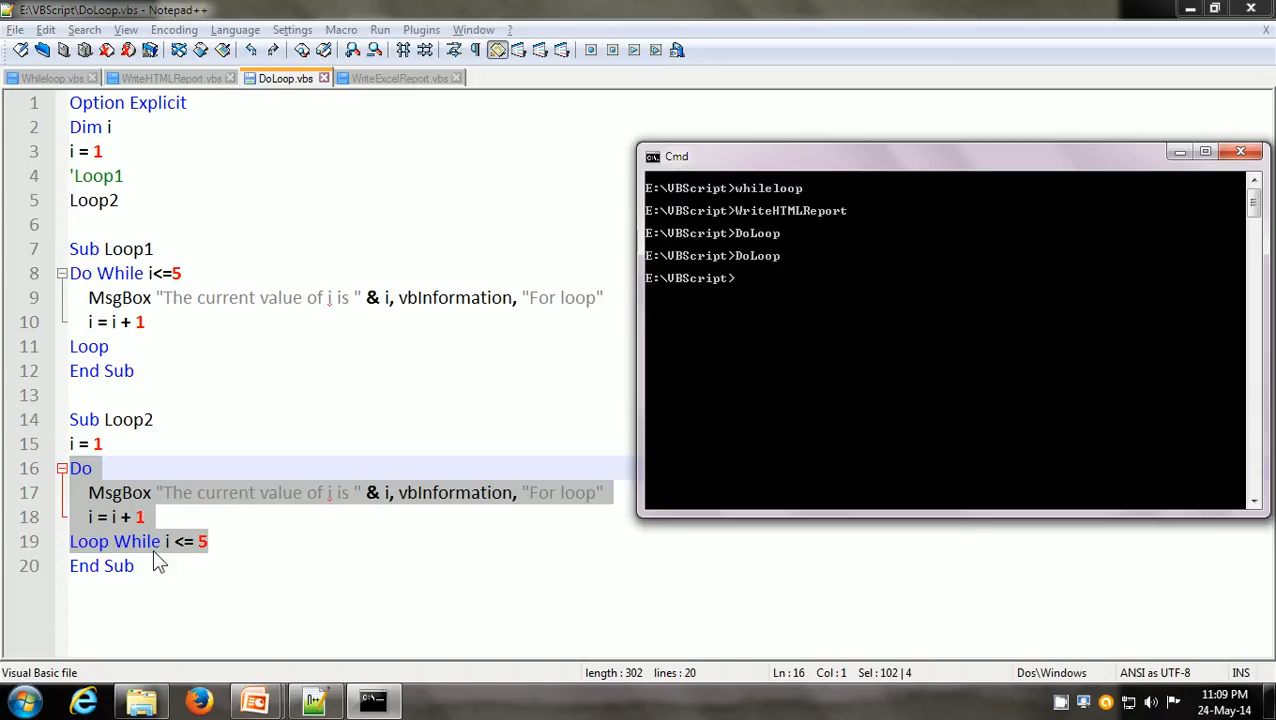 E:\VBScript\DoLoop.vbs - Notepad++
File Edit Search View Encoding Language Settings Macro Run Plugins Window ? X
Whileloop.vbs WriteHTMLReport.vbs DoLoop.vbs WriteExcelReport.vbs
1 Option Explicit
2 Dim i
3 i = 1
4 'Loop1
5 Loop2
6
7 Sub Loop1
8 Do While i<=5
9 MsgBox "The current value of i is " & i, vbInformation, "For loop"
10 i = i + 1
11 Loop
12 End Sub
13
14 Sub Loop2
15 i = 1
16 Do
17 MsgBox "The current value of i is " & i, vbInformation, "For loop"
18 i = i + 1
19 Loop While i <= 5
20 End Sub
Cmd
E:\VBScript>whileloop
E:\VBScript>WriteHTMLReport
E:\VBScript>DoLoop
E:\VBScript>DoLoop
E:\VBScript>
Visual Basic file length : 302 lines : 20 Ln : 16 Col : 1 Sel : 102 | 4 Dos\Windows ANSI as UTF-8 INS
11:09 PM
24-May-14